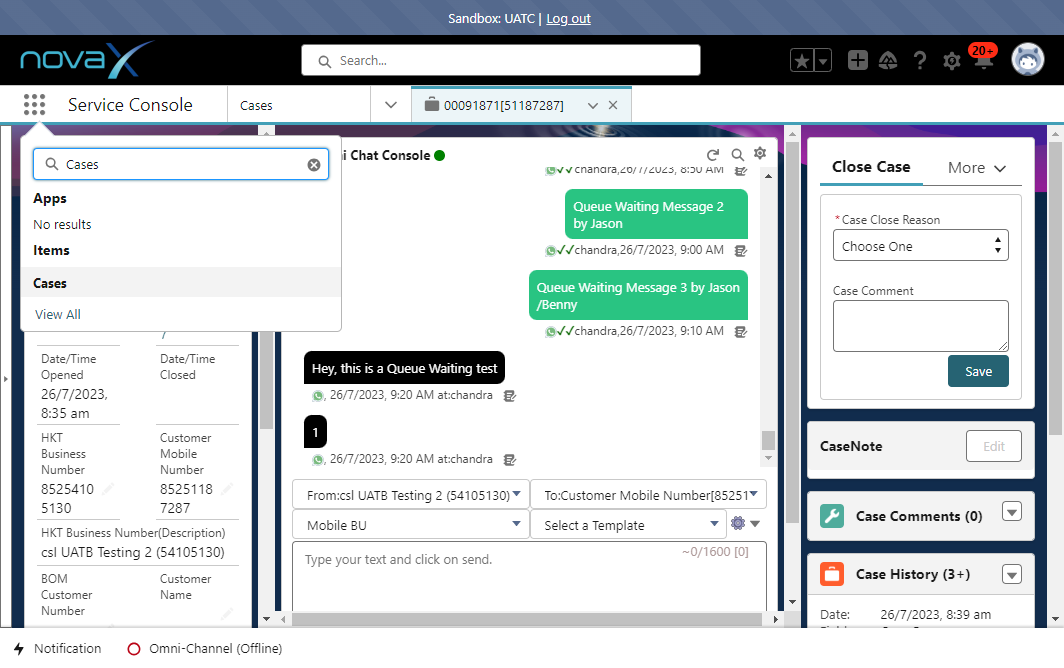 Sandbox: UATC | Log out
novaX
Search...
20+
Service Console
Cases
00091871[51187287]
Cases
Apps
No results
Items
Cases
View All
Date/Time
Opened
26/7/2023,
8:35 am
Date/Time
Closed
HKT
Business
Number
8525410
5130
Customer
Mobile
Number
8525118
7287
HKT Business Number(Description)
csl UATB Testing 2 (54105130)
BOM
Customer
Number
Customer
Name
i Chat Console
chandra,26/7/2023, 8:50 AM
Queue Waiting Message 2
by Jason
chandra,26/7/2023, 9:00 AM
Queue Waiting Message 3 by Jason
/Benny
chandra,26/7/2023, 9:10 AM
Hey, this is a Queue Waiting test
, 26/7/2023, 9:20 AM at:chandra
1
, 26/7/2023, 9:20 AM at:chandra
From:csl UATB Testing 2 (54105130)
To:Customer Mobile Number[85251
Mobile BU
Select a Template
Type your text and click on send.
~0/1600 [0]
Close Case
More
*Case Close Reason
Choose One
Case Comment
Save
CaseNote
Edit
Case Comments (0)
Case History (3+)
Date:
26/7/2023, 8:39 am
Notification
Omni-Channel (Offline)